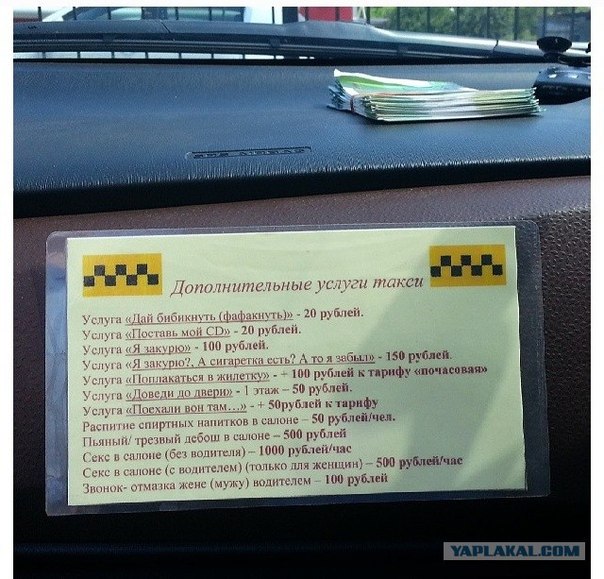 Дополнительные услуги такси
Услуга «Дай бибикнуть (фафакнуть)» - 20 рублей.
Услуга «Поставь мой CD» - 20 рублей.
Услуга «Я закурю» - 100 рублей.
Услуга «Я закурю?, А сигаретка есть? А то я забыл» - 150 рублей.
Услуга «Поплакаться в жилетку» - + 100 рублей к тарифу «почасовая»
Услуга «Доведи до двери» - 1 этаж – 50 рублей.
Услуга «Поехали вон там…» - + 50рублей к тарифу
Распитие спиртных напитков в салоне – 50 рублей/чел.
Пьяный/ трезвый дебош в салоне – 500 рублей
Секс в салоне (без водителя) – 1000 рублей/час
Секс в салоне (с водителем) (только для женщин) – 500 рублей/час
Звонок- отмазка жене (мужу) водителем – 100 рублей
YAPLAKAL.COM